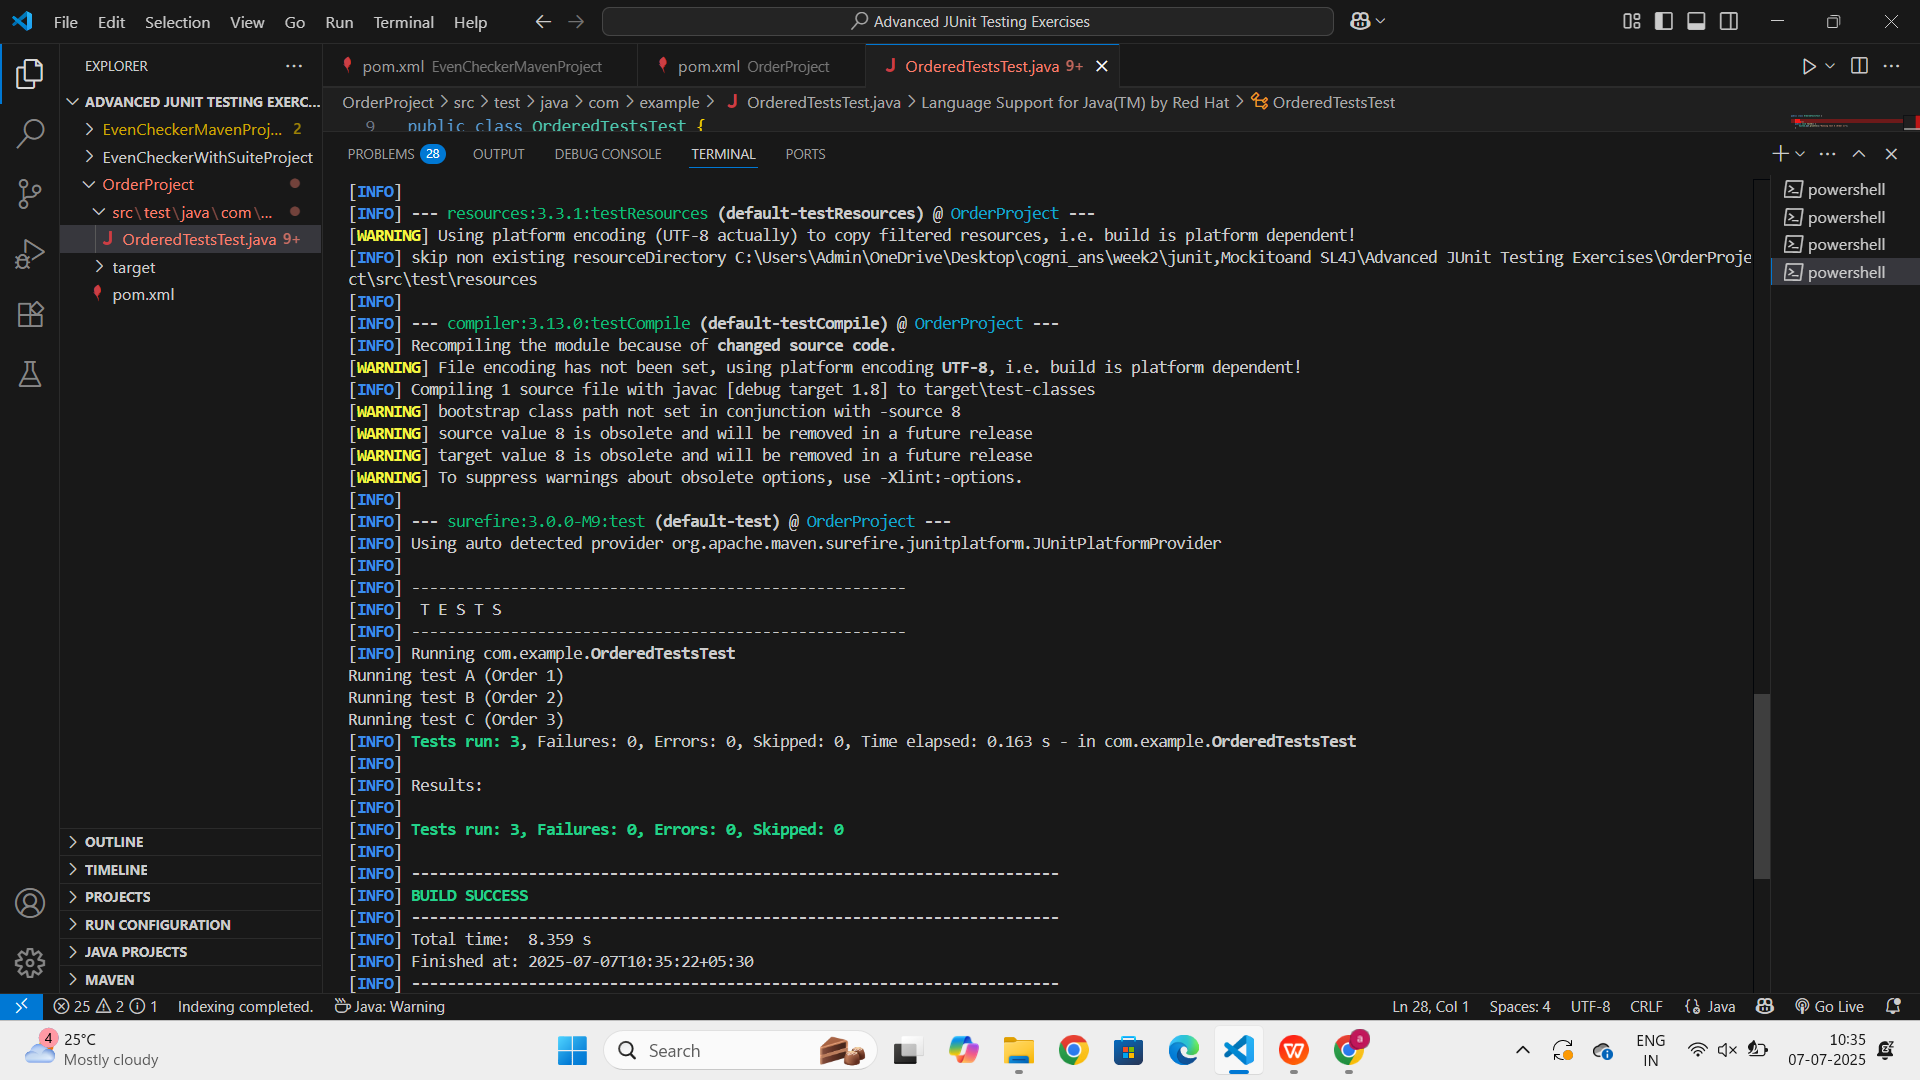 File Edit Selection View Go Run Terminal Help
Advanced JUnit Testing Exercises
EXPLORER
pom.xml EvenCheckerMavenProject
pom.xml OrderProject
OrderedTestsTest.java 9+
ADVANCED JUNIT TESTING EXERC...
EvenCheckerMavenProj... 2
EvenCheckerWithSuiteProject
OrderProject
src\test\java\com\...
OrderedTestsTest.java 9+
target
pom.xml
OUTLINE
TIMELINE
PROJECTS
RUN CONFIGURATION
JAVA PROJECTS
MAVEN
OrderProject > src > test > java > com > example > OrderedTestsTest.java > Language Support for Java(TM) by Red Hat > OrderedTestsTest
9 public class OrderedTestsTest {
PROBLEMS 28 OUTPUT DEBUG CONSOLE TERMINAL PORTS
[INFO]
[INFO] --- resources:3.3.1:testResources (default-testResources) @ OrderProject ---
[WARNING] Using platform encoding (UTF-8 actually) to copy filtered resources, i.e. build is platform dependent!
[INFO] skip non existing resourceDirectory C:\Users\Admin\OneDrive\Desktop\cogni_ans\week2\junit,Mockitoand SL4J\Advanced JUnit Testing Exercises\OrderProje
ct\src\test\resources
[INFO]
[INFO] --- compiler:3.13.0:testCompile (default-testCompile) @ OrderProject ---
[INFO] Recompiling the module because of changed source code.
[WARNING] File encoding has not been set, using platform encoding UTF-8, i.e. build is platform dependent!
[INFO] Compiling 1 source file with javac [debug target 1.8] to target\test-classes
[WARNING] bootstrap class path not set in conjunction with -source 8
[WARNING] source value 8 is obsolete and will be removed in a future release
[WARNING] target value 8 is obsolete and will be removed in a future release
[WARNING] To suppress warnings about obsolete options, use -Xlint:-options.
[INFO]
[INFO] --- surefire:3.0.0-M9:test (default-test) @ OrderProject ---
[INFO] Using auto detected provider org.apache.maven.surefire.junitplatform.JUnitPlatformProvider
[INFO]
[INFO] -------------------------------------------------------
[INFO]  T E S T S
[INFO] -------------------------------------------------------
[INFO] Running com.example.OrderedTestsTest
Running test A (Order 1)
Running test B (Order 2)
Running test C (Order 3)
[INFO] Tests run: 3, Failures: 0, Errors: 0, Skipped: 0, Time elapsed: 0.163 s - in com.example.OrderedTestsTest
[INFO]
[INFO] Results:
[INFO]
[INFO] Tests run: 3, Failures: 0, Errors: 0, Skipped: 0
[INFO]
[INFO] ------------------------------------------------------------------------
[INFO] BUILD SUCCESS
[INFO] ------------------------------------------------------------------------
[INFO] Total time:  8.359 s
[INFO] Finished at: 2025-07-07T10:35:22+05:30
[INFO] ------------------------------------------------------------------------
powershell
powershell
powershell
powershell
25 2 1 Indexing completed. Java: Warning
Ln 28, Col 1 Spaces: 4 UTF-8 CRLF Java Go Live
4
25°C
Mostly cloudy
Search
a
ENG
IN
10:35
07-07-2025